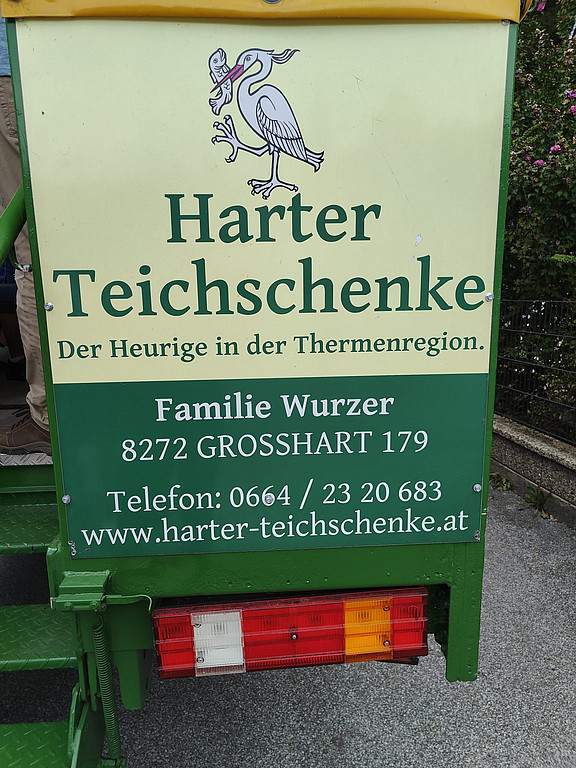 Harter
Teichschenke
Der Heurige in der Thermenregion.
Familie Wurzer
8272 GROSSHART 179
Telefon: 0664 / 23 20 683
www.harter-teichschenke.at